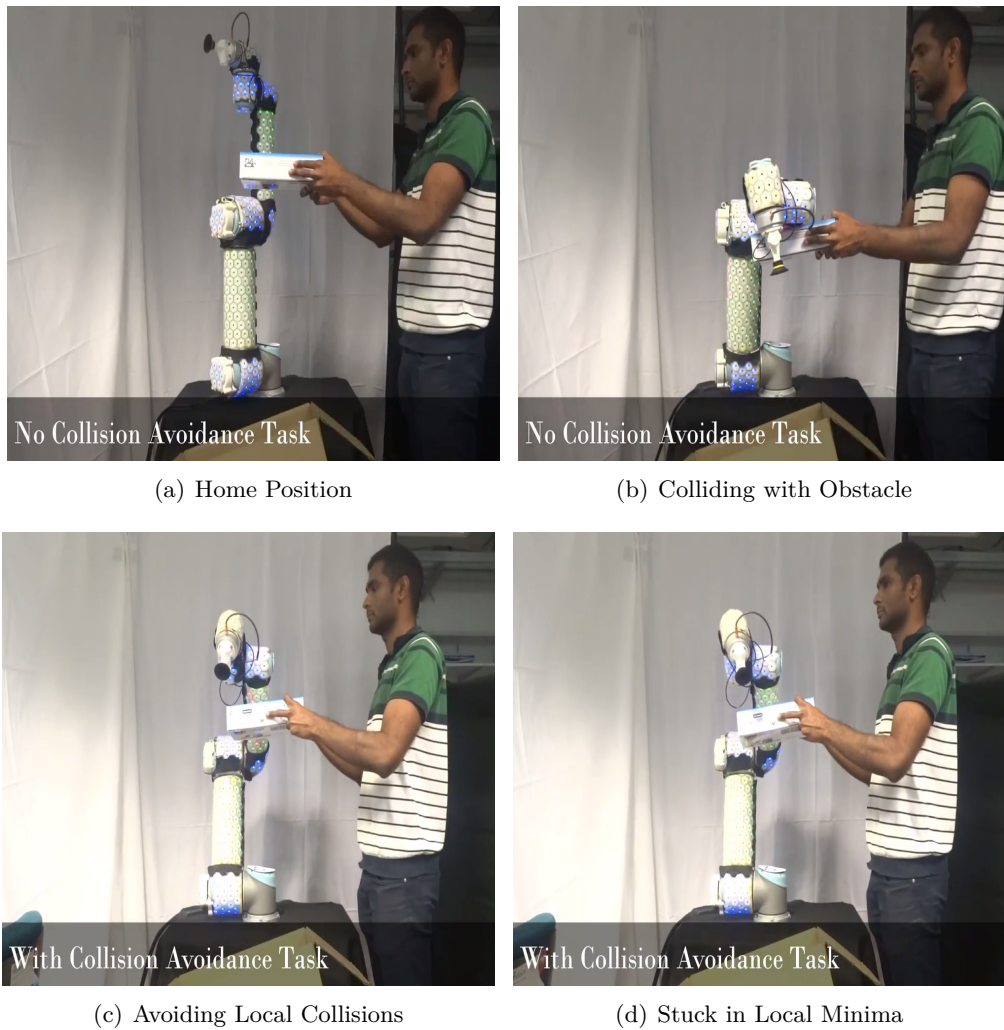 24
No Collision Avoidance Task
No Collision Avoidance Task
(a) Home Position
(b) Colliding with Obstacle
With Collision Avoidance Task
With Collision Avoidance Task
(c) Avoiding Local Collisions
(d) Stuck in Local Minima